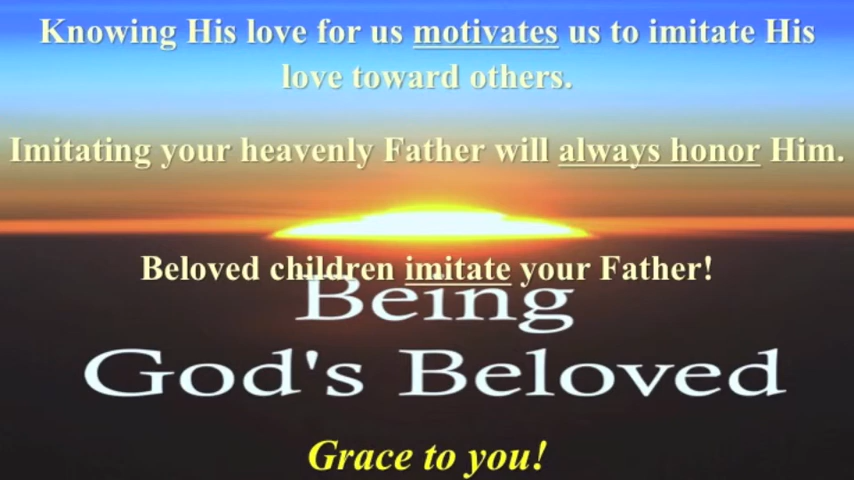 Knowing His love for us motivates us to imitate His
love toward others.
Imitating your heavenly Father will always honor Him.
Beloved children imitate your Father!
Being
God's Beloved
Grace to you!